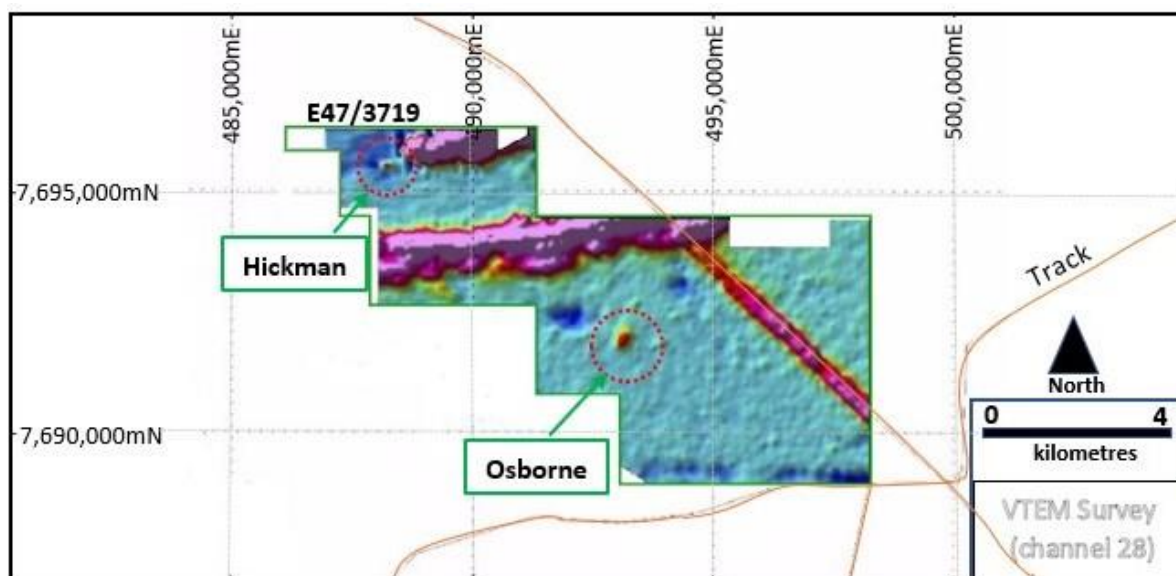 485,000mE
490,000mE
495,000mE
500,000mE
E47/3719
7,695,000mN
Hickman
Track
Osborne
7,690,000mN
North
0 4
kilometres
VTEM Survey
(channel 28)